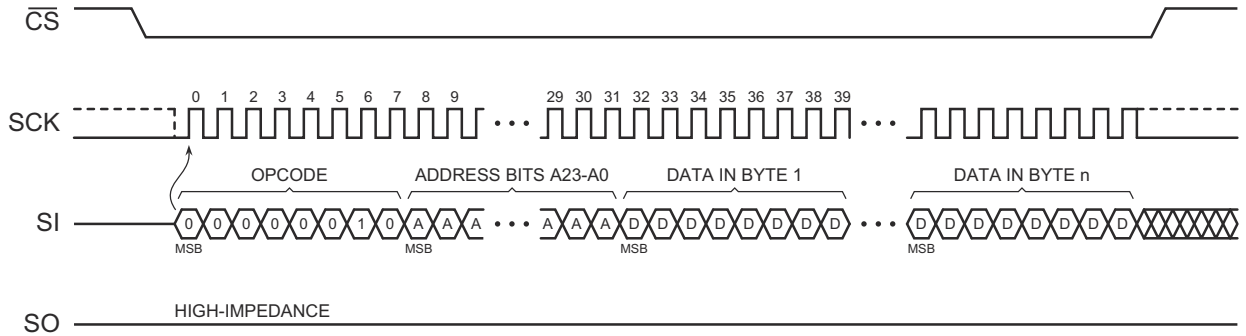 CS
SCK
0 1 2 3 4 5 6 7 8 9 29 30 31 32 33 34 35 36 37 38 39
OPCODE ADDRESS BITS A23-A0 DATA IN BYTE 1 DATA IN BYTE n
SI
0 0 0 0 0 0 1 0 A A A A A A D D D D D D D D D D D D D D D D
MSB MSB MSB MSB
HIGH-IMPEDANCE
SO